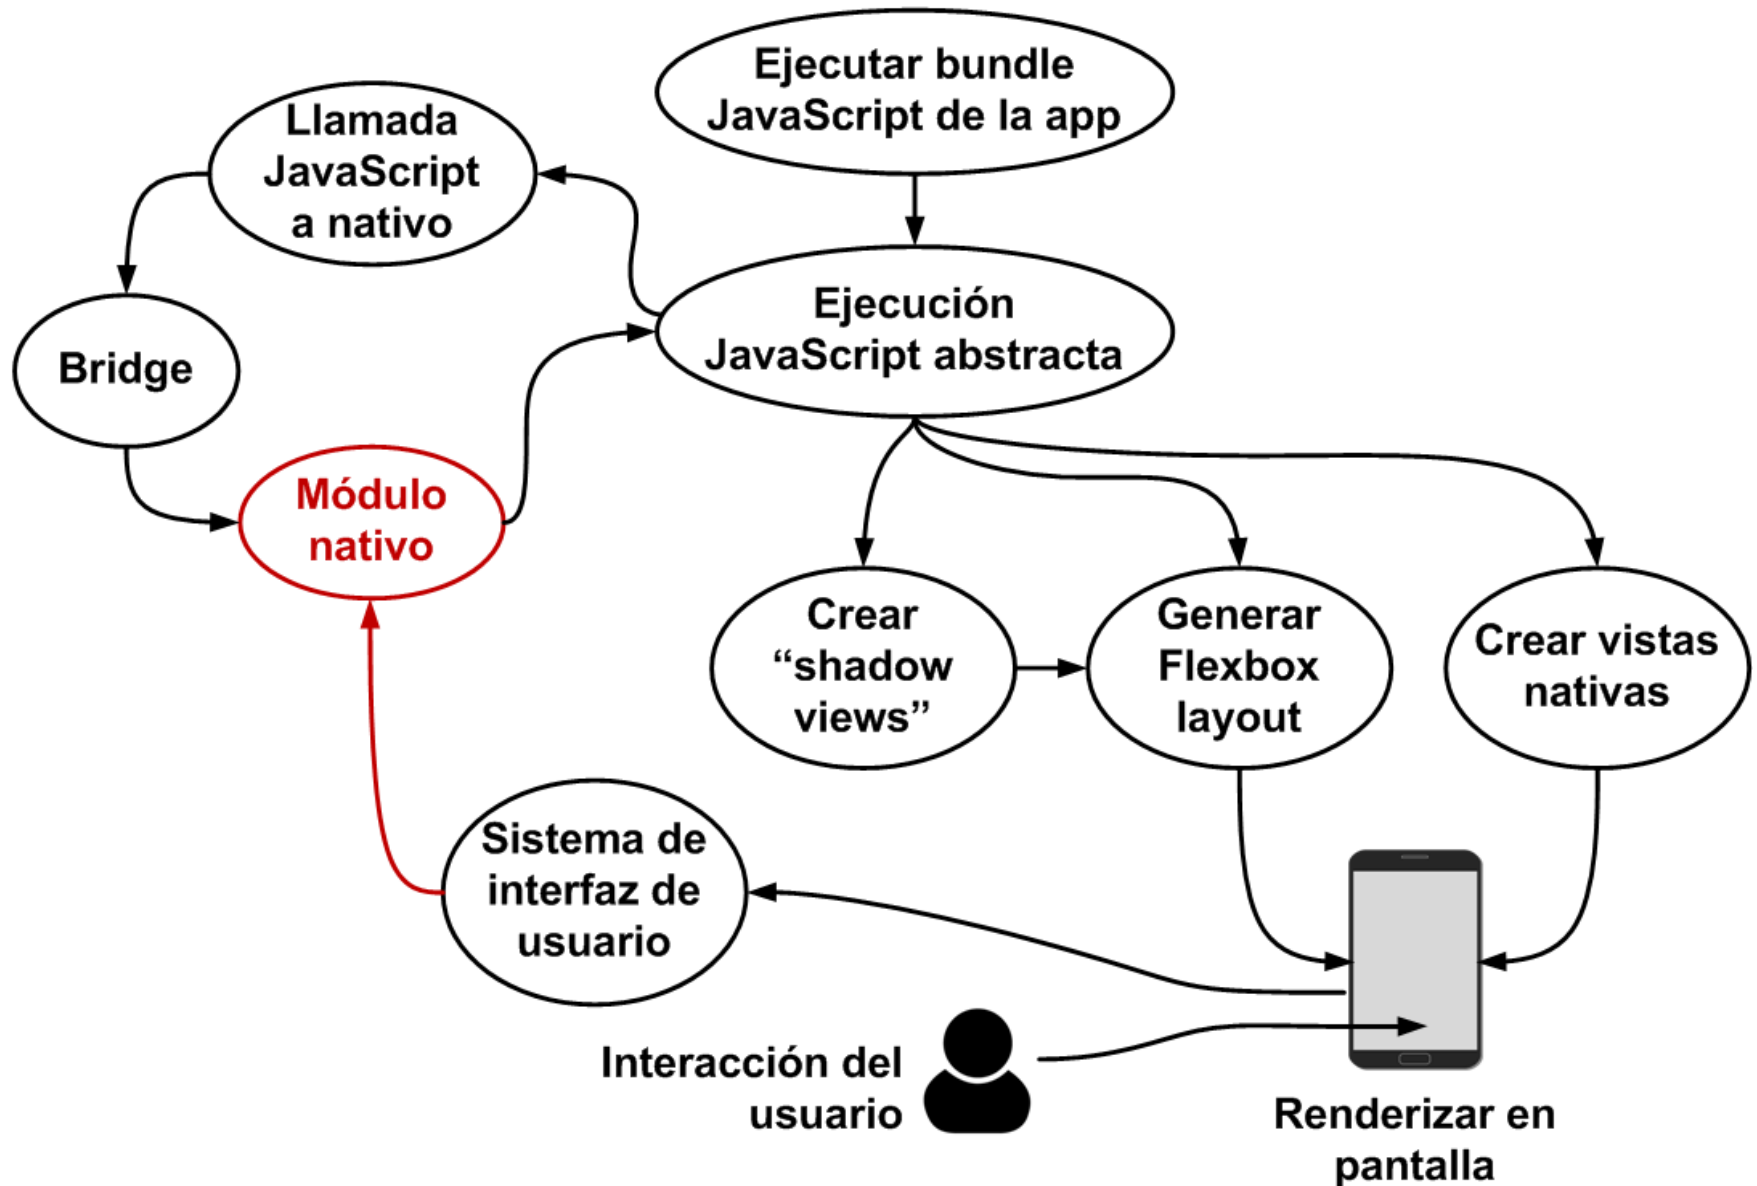 Ejecutar bundle
JavaScript de la app
Llamada
JavaScript
a nativo
Ejecución
JavaScript abstracta
Bridge
Módulo
nativo
Crear
“shadow
views”
Generar
Flexbox
layout
Crear vistas
nativas
Sistema de
interfaz de
usuario
Interacción del
usuario
Renderizar en
pantalla